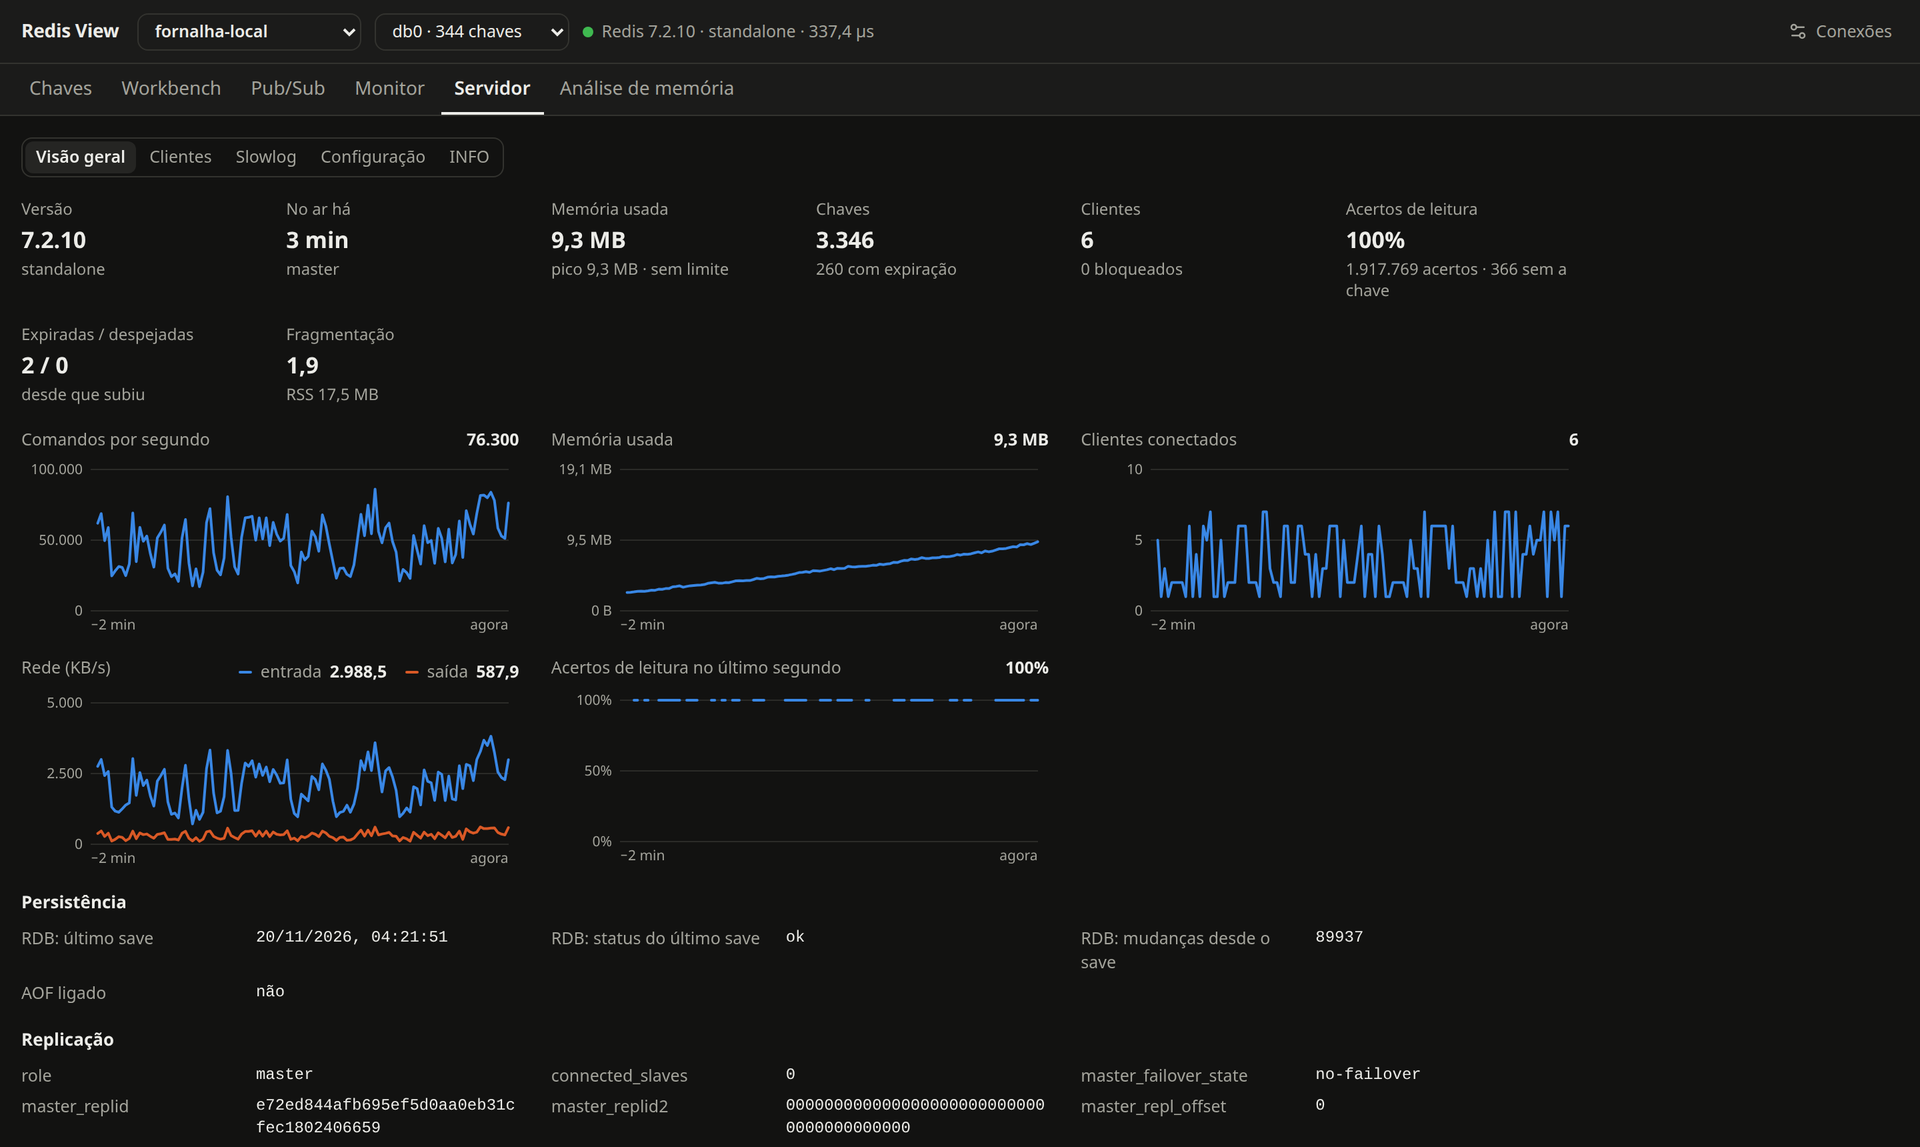 Redis View
fornalha-local
db0 · 344 chaves
Redis 7.2.10 · standalone · 337,4 µs
Conexões
Chaves
Workbench
Pub/Sub
Monitor
Servidor
Análise de memória
Visão geral
Clientes
Slowlog
Configuração
INFO
Versão
7.2.10
standalone
No ar há
3 min
master
Memória usada
9,3 MB
pico 9,3 MB · sem limite
Chaves
3.346
260 com expiração
Clientes
6
0 bloqueados
Acertos de leitura
100%
1.917.769 acertos · 366 sem a
chave
Expiradas / despejadas
2 / 0
desde que subiu
Fragmentação
1,9
RSS 17,5 MB
Comandos por segundo
76.300
100.000
50.000
0
−2 min
agora
Memória usada
9,3 MB
19,1 MB
9,5 MB
0 B
−2 min
agora
Clientes conectados
6
10
5
0
−2 min
agora
Rede (KB/s)
entrada 2.988,5
saída 587,9
5.000
2.500
0
−2 min
agora
Acertos de leitura no último segundo
100%
100%
50%
0%
−2 min
agora
Persistência
RDB: último save
20/11/2026, 04:21:51
RDB: status do último save
ok
RDB: mudanças desde o
save
89937
AOF ligado
não
Replicação
role
master
connected_slaves
0
master_failover_state
no-failover
master_replid
e72ed844afb695ef5d0aa0eb31c
fec1802406659
master_replid2
000000000000000000000000000
0000000000000
master_repl_offset
0